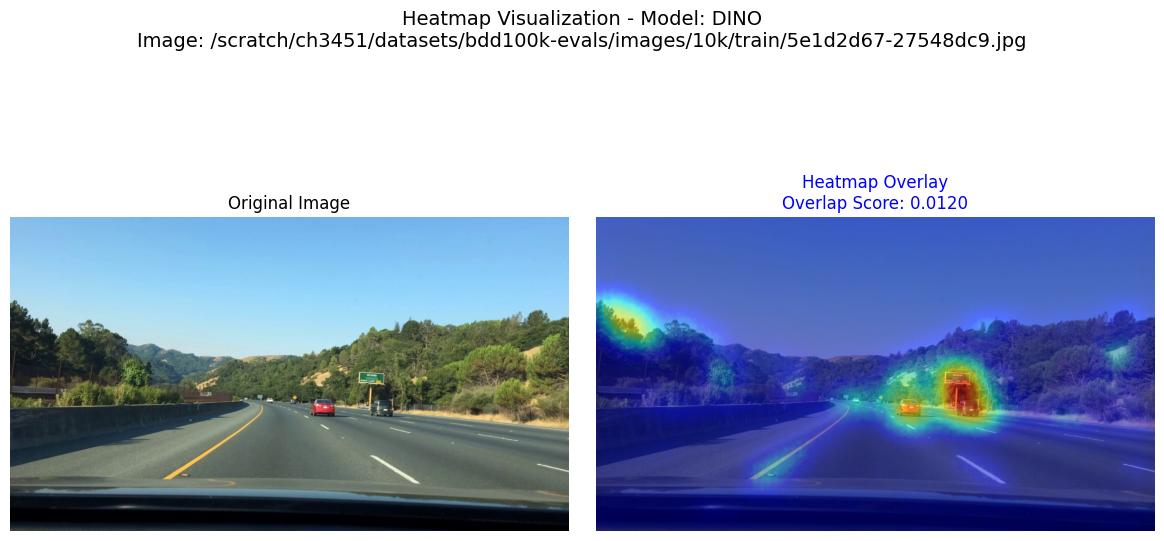 Heatmap Visualization - Model: DINO
Image: /scratch/ch3451/datasets/bdd100k-evals/images/10k/train/5e1d2d67-27548dc9.jpg
Original Image
Heatmap Overlay
Overlap Score: 0.0120